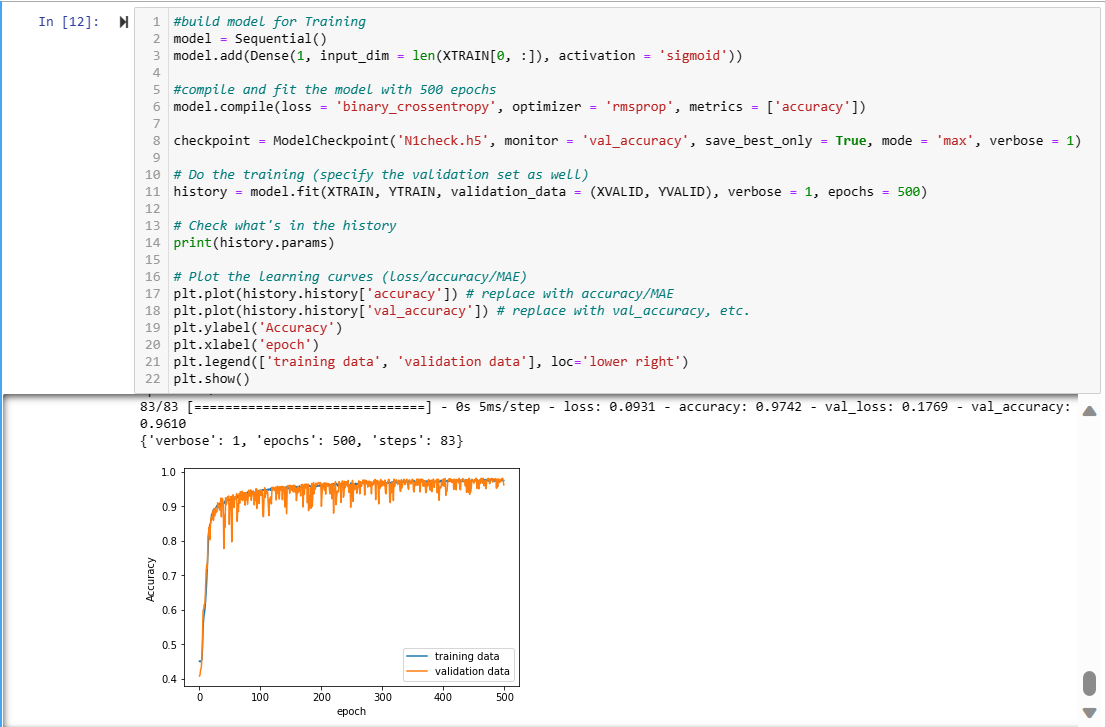 In [12]:
1 #build model for Training
2 model = Sequential()
3 model.add(Dense(1, input_dim = len(XTRAIN[0, :]), activation = 'sigmoid'))
4
5 #compile and fit the model with 500 epochs
6 model.compile(loss = 'binary_crossentropy', optimizer = 'rmsprop', metrics = ['accuracy'])
7
8 checkpoint = ModelCheckpoint('N1check.h5', monitor = 'val_accuracy', save_best_only = True, mode = 'max', verbose = 1)
9
10 # Do the training (specify the validation set as well)
11 history = model.fit(XTRAIN, YTRAIN, validation_data = (XVALID, YVALID), verbose = 1, epochs = 500)
12
13 # Check what's in the history
14 print(history.params)
15
16 # Plot the learning curves (loss/accuracy/MAE)
17 plt.plot(history.history['accuracy']) # replace with accuracy/MAE
18 plt.plot(history.history['val_accuracy']) # replace with val_accuracy, etc.
19 plt.ylabel('Accuracy')
20 plt.xlabel('epoch')
21 plt.legend(['training data', 'validation data'], loc='lower right')
22 plt.show()
83/83 [==============================] - 0s 5ms/step - loss: 0.0931 - accuracy: 0.9742 - val_loss: 0.1769 - val_accuracy:
0.9610
{'verbose': 1, 'epochs': 500, 'steps': 83}
1.0
0.9
0.8
0.7
0.6
0.5
0.4
Accuracy
training data
validation data
0 100 200 300 400 500
epoch